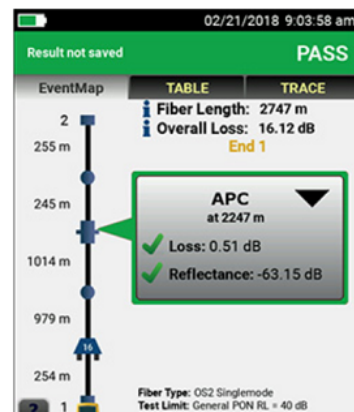 02/21/2018 9:03:58 am
Result not saved
PASS
EventMap
TABLE
TRACE
Fiber Length: 2747 m
Overall Loss: 16.12 dB
End 1
2
255 m
245 m
APC
at 2247 m
Loss: 0.51 dB
Reflectance: -63.15 dB
1014 m
979 m
16
254 m
2
1
Fiber Type: OS2 Singlemode
Test Limit: General PON RL = 40 dB